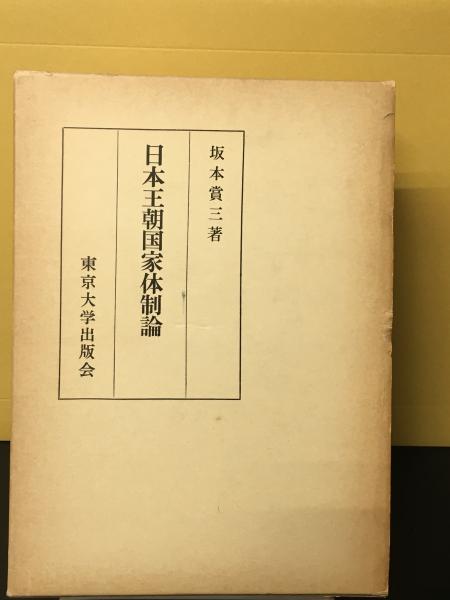 坂本賞三著
日本王朝国家体制論
東京大学出版会